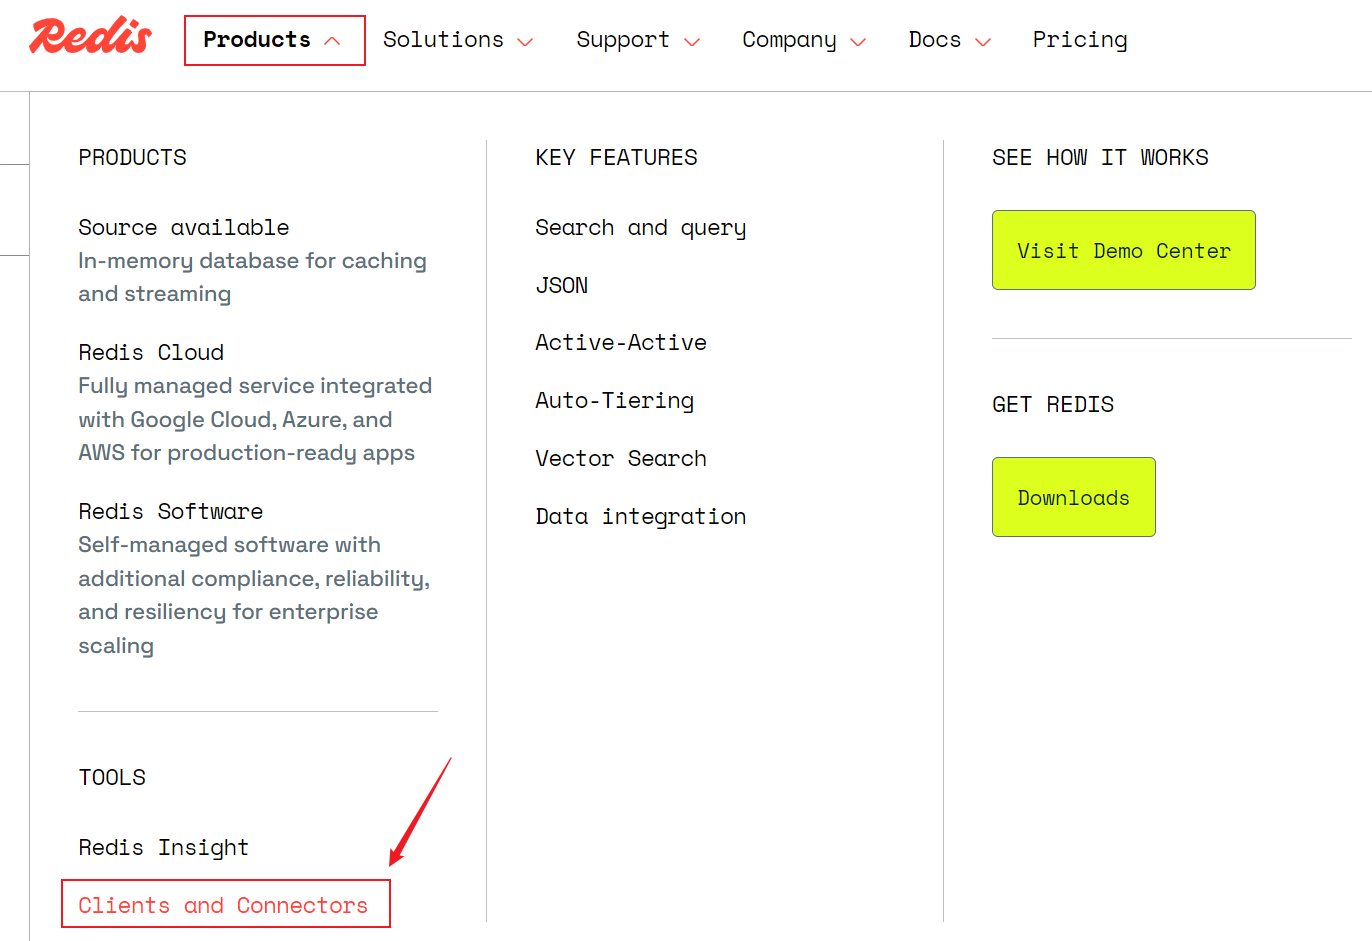 Redis
Products
Solutions
Support
Company
Docs
Pricing
PRODUCTS
Source available
In-memory database for caching
and streaming
Redis Cloud
Fully managed service integrated
with Google Cloud, Azure, and
AWS for production-ready apps
Redis Software
Self-managed software with
additional compliance, reliability,
and resiliency for enterprise
scaling
TOOLS
Redis Insight
Clients and Connectors
KEY FEATURES
Search and query
JSON
Active-Active
Auto-Tiering
Vector Search
Data integration
SEE HOW IT WORKS
Visit Demo Center
GET REDIS
Downloads